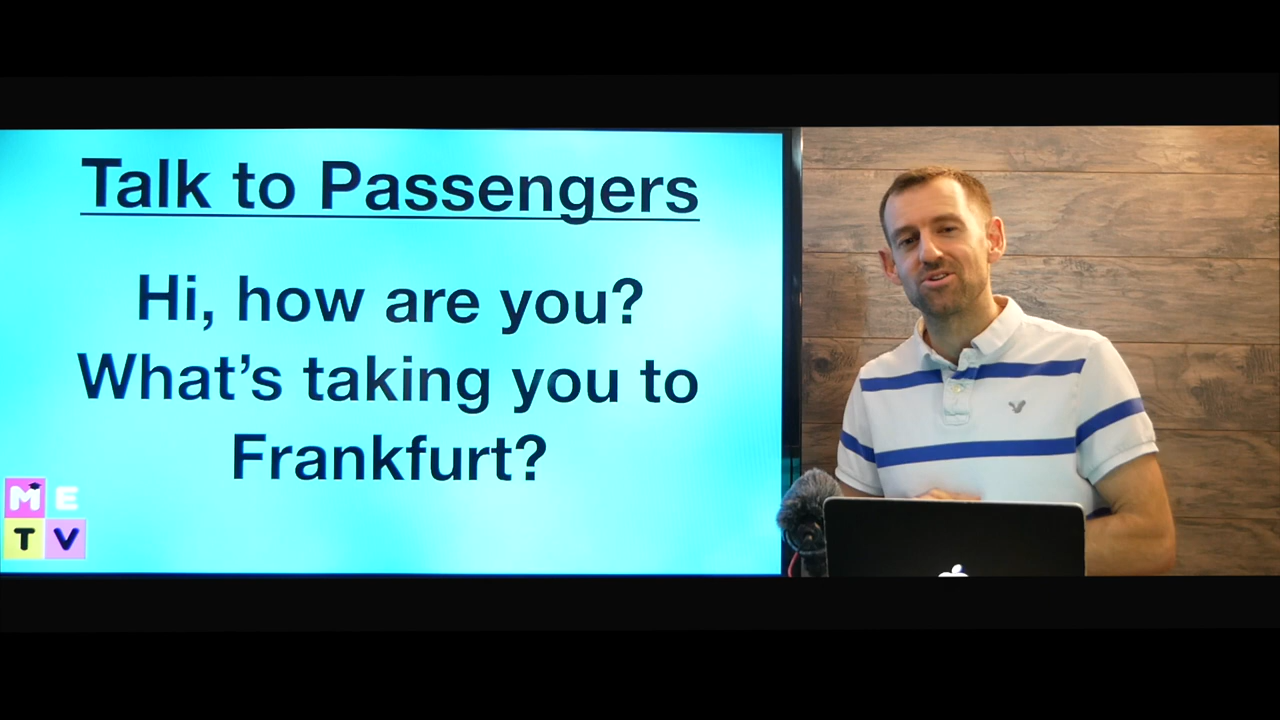 Talk to Passengers
Hi, how are you?
What's taking you to
Frankfurt?
M E
T V